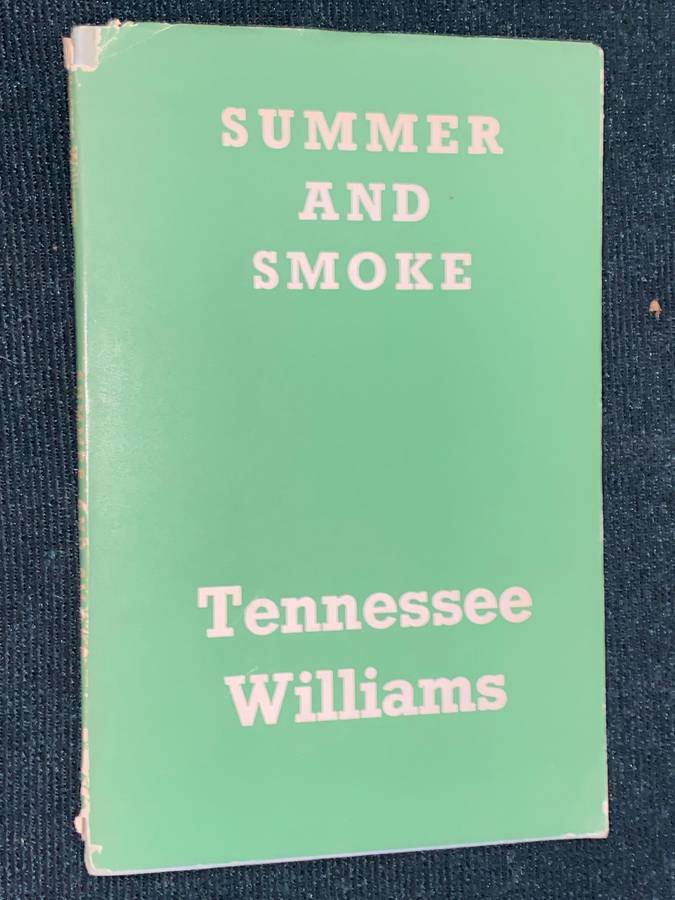 SUMMER
AND
SMOKE
Tennessee
Williams